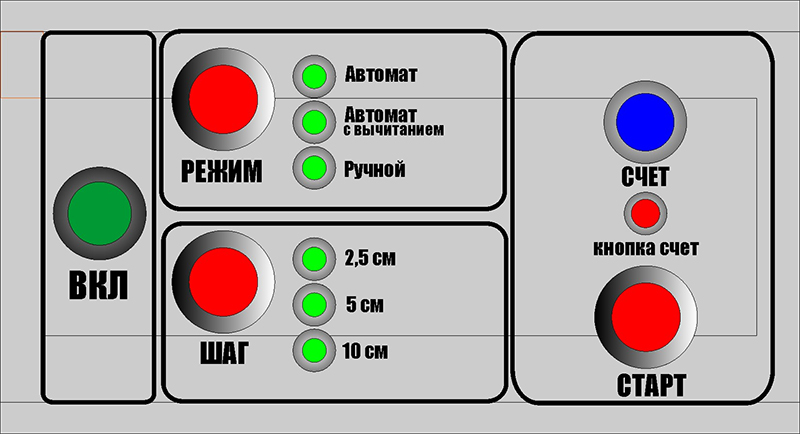 ВКЛ
РЕЖИМ
Автомат
Автомат
с вычитанием
Ручной
ШАГ
2,5 см
5 см
10 см
СЧЕТ
кнопка счет
СТАРТ